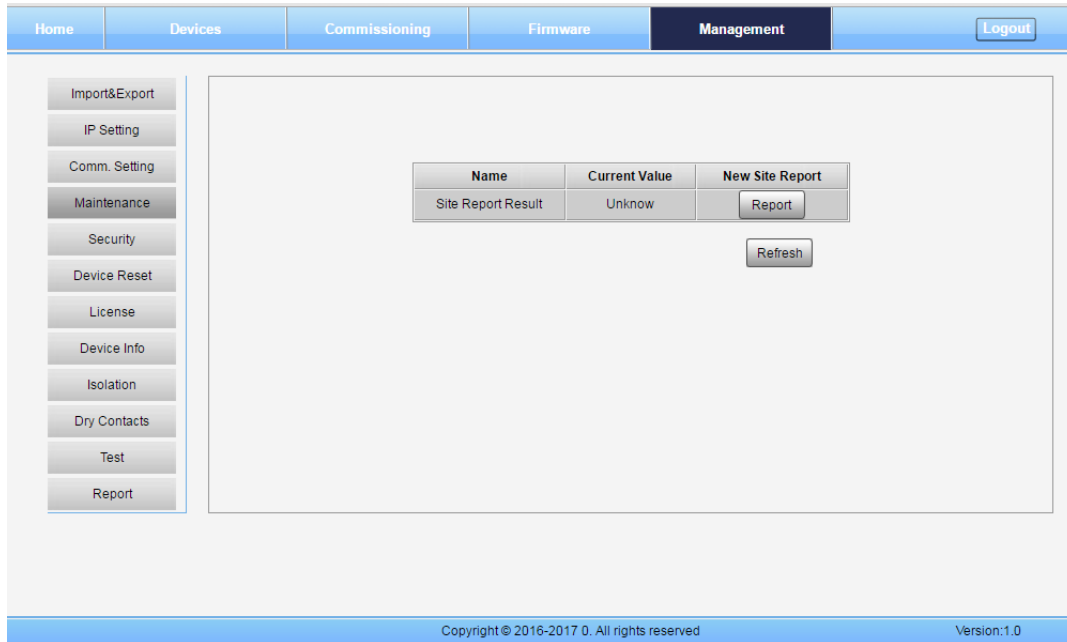 Home Devices Commissioning Firmware Management Logout
Import&Export
IP Setting
Comm. Setting
Maintenance
Security
Device Reset
License
Device Info
Isolation
Dry Contacts
Test
Report
Name Current Value New Site Report
Site Report Result Unknow Report
Refresh
Copyright © 2016-2017 0. All rights reserved Version:1.0